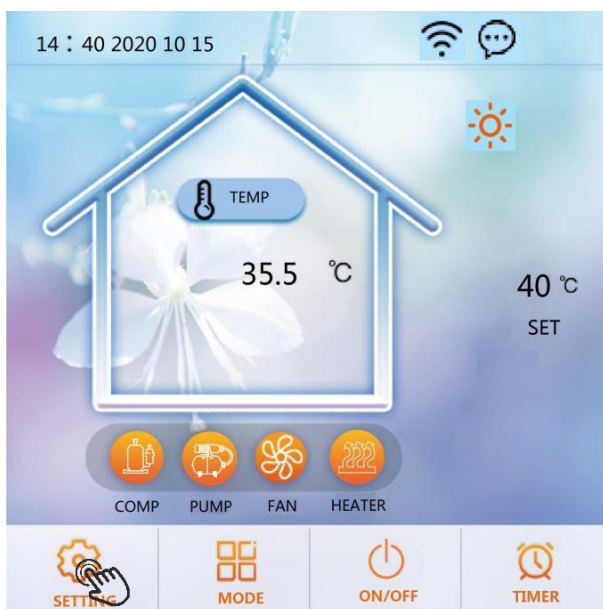 14：40 2020 10 15
TEMP
35.5 ℃
40 ℃
SET
COMP PUMP FAN HEATER
SETTING MODE ON/OFF TIMER